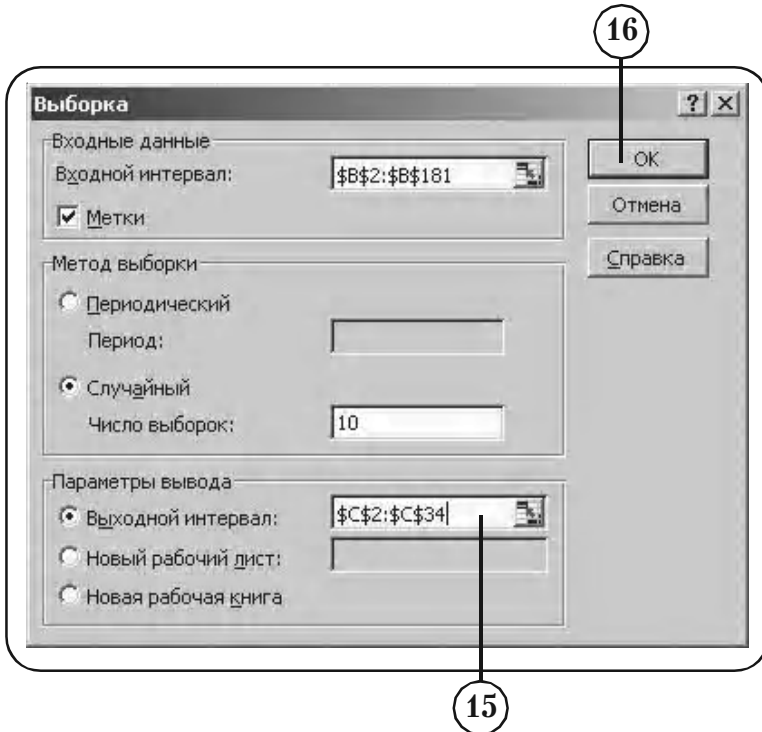 16
Выборка
Входные данные
Входной интервал: $B$2:$B$181
Метки
Метод выборки
Периодический
Период:
Случайный
Число выборок: 10
Параметры вывода
Выходной интервал: $C$2:$C$34
Новый рабочий лист:
Новая рабочая книга
OK
Отмена
Справка
15